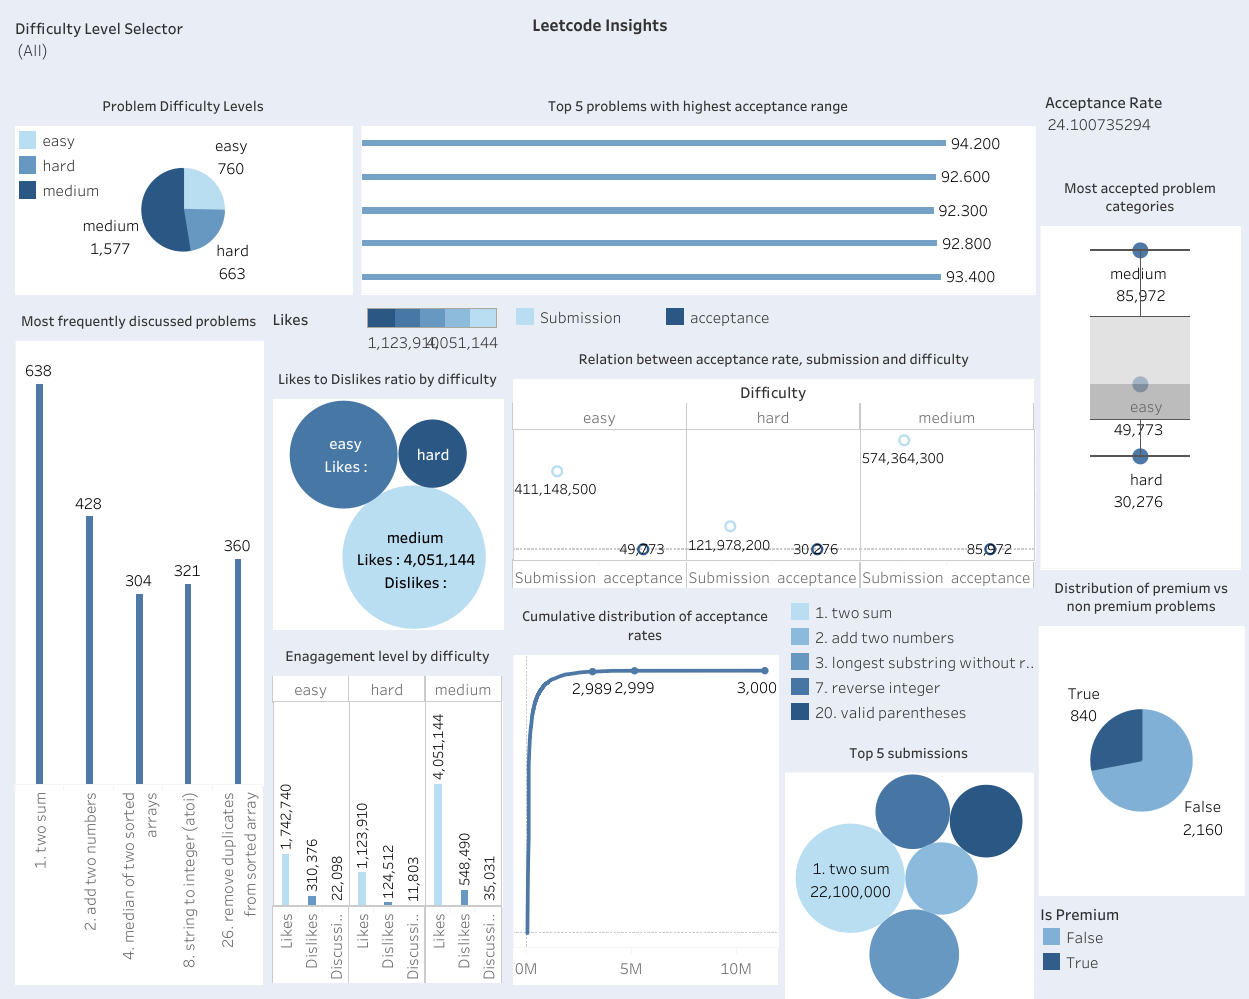 Leetcode Insights
Difficulty Level Selector
(All)
Problem Difficulty Levels
easy
hard
medium
easy
760
medium
1,577
hard
663
Top 5 problems with highest acceptance range
94.200
92.600
92.300
92.800
93.400
Acceptance Rate
24.100735294
Most accepted problem
categories
medium
85,972
easy
49,773
hard
30,276
Most frequently discussed problems
638
428
304
321
360
1. two sum
2. add two numbers
4. median of two sorted
arrays
8. string to integer (atoi)
26. remove duplicates
from sorted array
Likes
1,123,910
4,051,144
Submission
acceptance
Likes to Dislikes ratio by difficulty
easy
Likes :
hard
medium
Likes : 4,051,144
Dislikes :
Relation between acceptance rate, submission and difficulty
Difficulty
easy
hard
medium
411,148,500
49,773
121,978,200
30,276
574,364,300
85,972
Submission
acceptance
Submission
acceptance
Submission
acceptance
Enagagement level by difficulty
easy
hard
medium
1,742,740
310,376
22,098
1,123,910
124,512
11,803
4,051,144
548,490
35,031
Likes
Dislikes
Discussi..
Likes
Dislikes
Discussi..
Likes
Dislikes
Discussi..
Cumulative distribution of acceptance
rates
2,989
2,999
3,000
0M
5M
10M
1. two sum
2. add two numbers
3. longest substring without r..
7. reverse integer
20. valid parentheses
Top 5 submissions
1. two sum
22,100,000
Distribution of premium vs
non premium problems
True
840
False
2,160
Is Premium
False
True